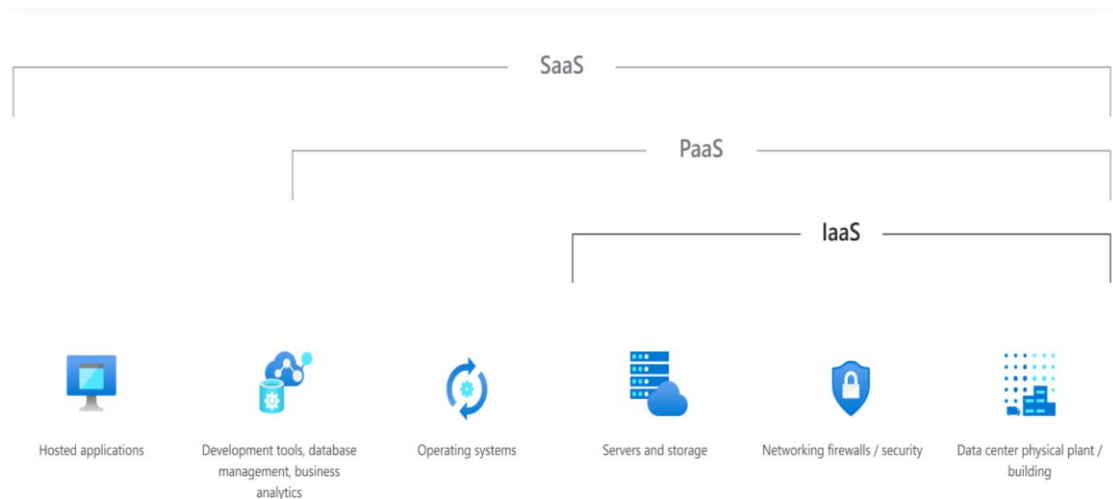 SaaS
PaaS
IaaS
Hosted applications
Development tools, database
management, business
analytics
Operating systems
Servers and storage
Networking firewalls / security
Data center physical plant /
building